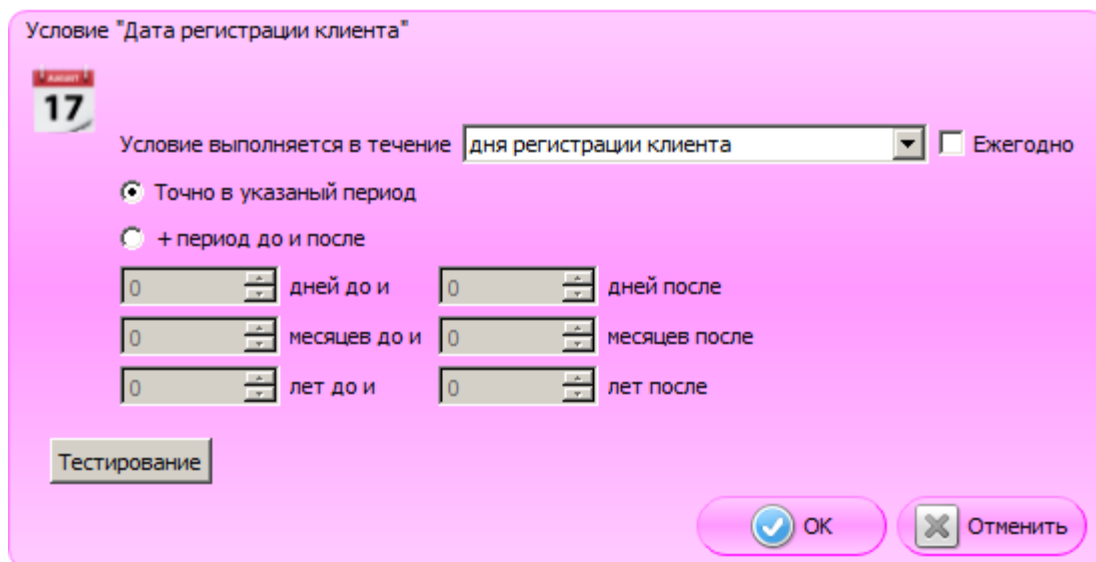 Условие "Дата регистрации клиента"
AUGUST
17
Условие выполняется в течение дня регистрации клиента Ежегодно
Точно в указаный период
+ период до и после
0 дней до и 0 дней после
0 месяцев до и 0 месяцев после
0 лет до и 0 лет после
Тестирование
OK Отменить